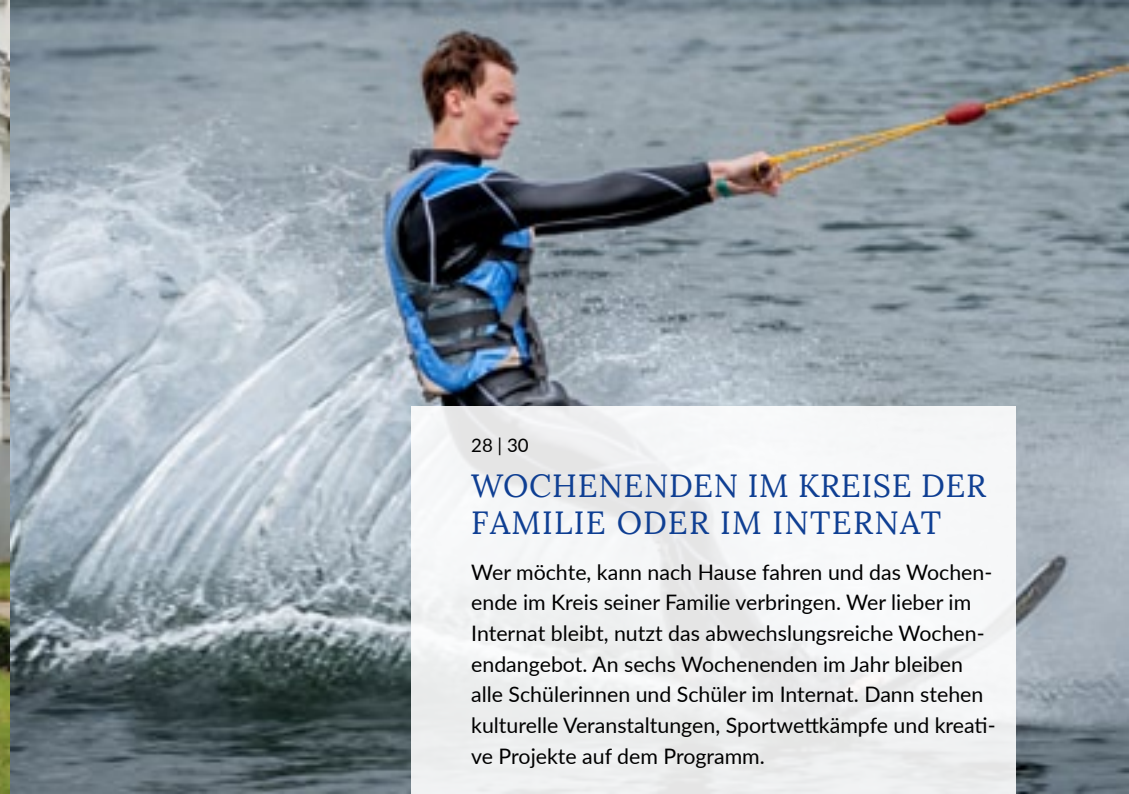 28 | 30
WOCHENENDEN IM KREISE DER
FAMILIE ODER IM INTERNAT
Wer möchte, kann nach Hause fahren und das Wochen-
ende im Kreis seiner Familie verbringen. Wer lieber im
Internat bleibt, nutzt das abwechslungsreiche Wochen-
endangebot. An sechs Wochenenden im Jahr bleiben
alle Schülerinnen und Schüler im Internat. Dann stehen
kulturelle Veranstaltungen, Sportwettkämpfe und kreati-
ve Projekte auf dem Programm.